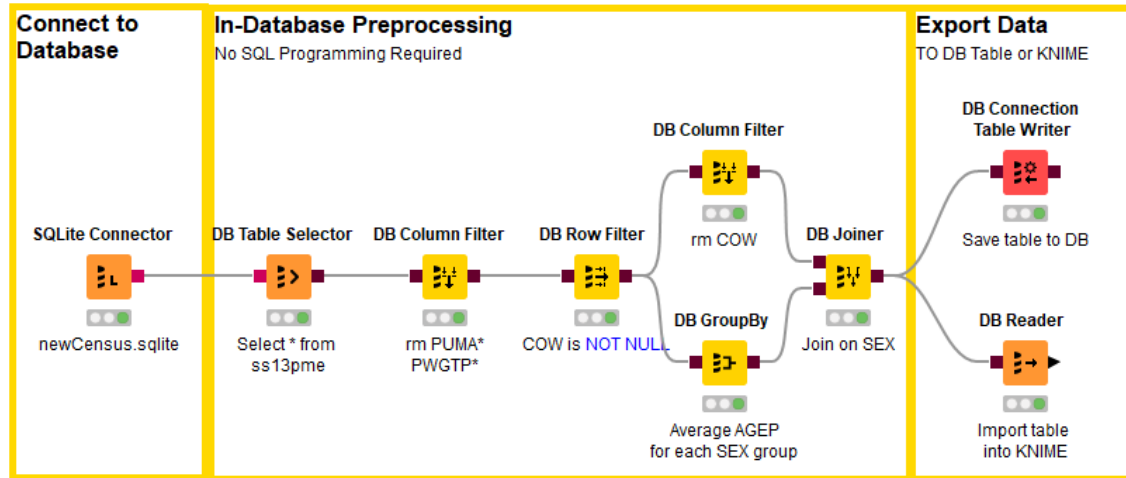 Connect to
Database
In-Database Preprocessing
No SQL Programming Required
Export Data
TO DB Table or KNIME
DB Connection
Table Writer
DB Column Filter
rm COW
Save table to DB
SQLite Connector
DB Table Selector
DB Column Filter
DB Row Filter
DB Joiner
newCensus.sqlite
Select * from
ss13pme
rm PUMA*
PWGTP*
COW is NOT NULL
Join on SEX
DB GroupBy
DB Reader
Average AGEP
for each SEX group
Import table
into KNIME